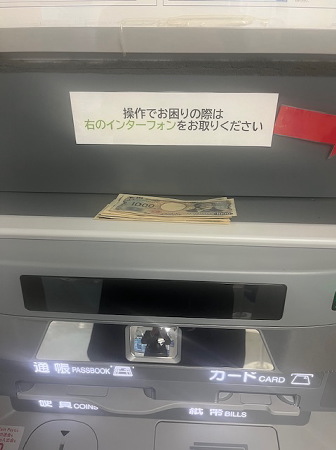 操作でお困りの際は
右のインターフォンをお取りください
1000
通帳 PASSBOOK
カード CARD
硬貨 COINS
紙幣 BILLS